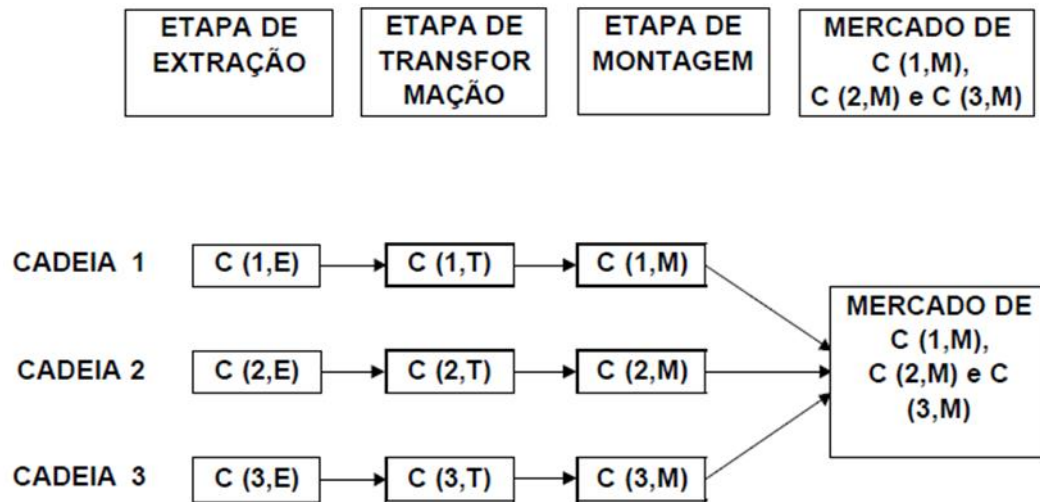 ETAPA DE
EXTRAÇÃO
ETAPA DE
TRANSFOR
MAÇÃO
ETAPA DE
MONTAGEM
MERCADO DE
C (1,M),
C (2,M) e C (3,M)
CADEIA 1
C (1,E)
C (1,T)
C (1,M)
CADEIA 2
C (2,E)
C (2,T)
C (2,M)
MERCADO DE
C (1,M),
C (2,M) e C
(3,M)
CADEIA 3
C (3,E)
C (3,T)
C (3,M)